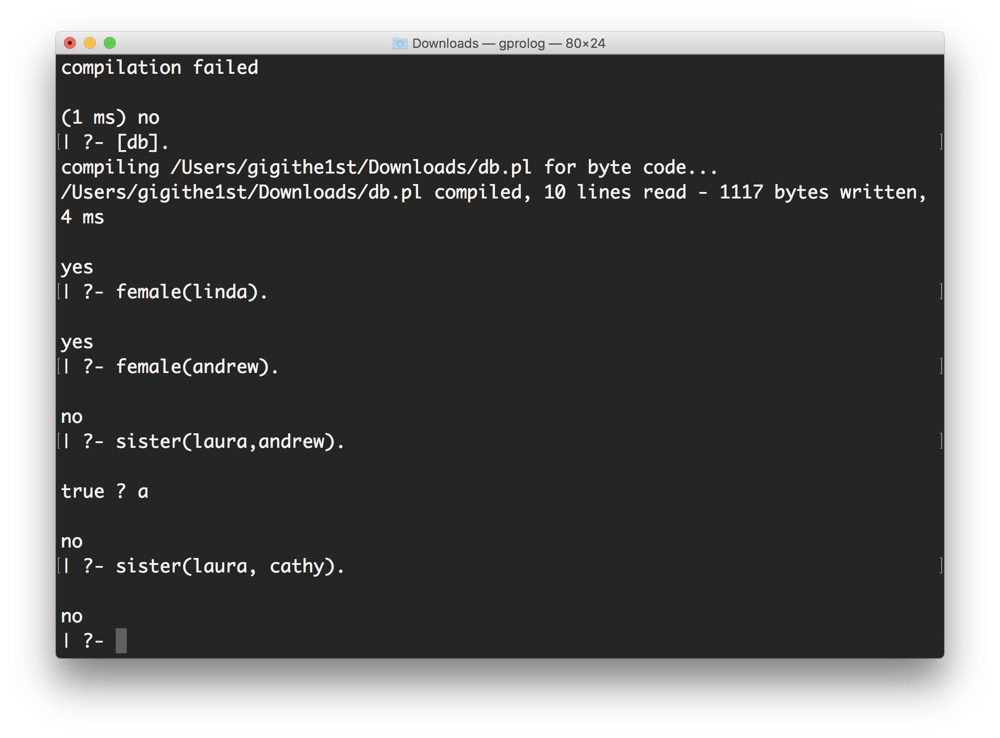 Downloads — gprolog — 80×24
compilation failed
(1 ms) no
| ?- [db].
compiling /Users/gigithe1st/Downloads/db.pl for byte code...
/Users/gigithe1st/Downloads/db.pl compiled, 10 lines read - 1117 bytes written,
4 ms
yes
| ?- female(linda).
yes
| ?- female(andrew).
no
| ?- sister(laura,andrew).
true ? a
no
| ?- sister(laura, cathy).
no
| ?-